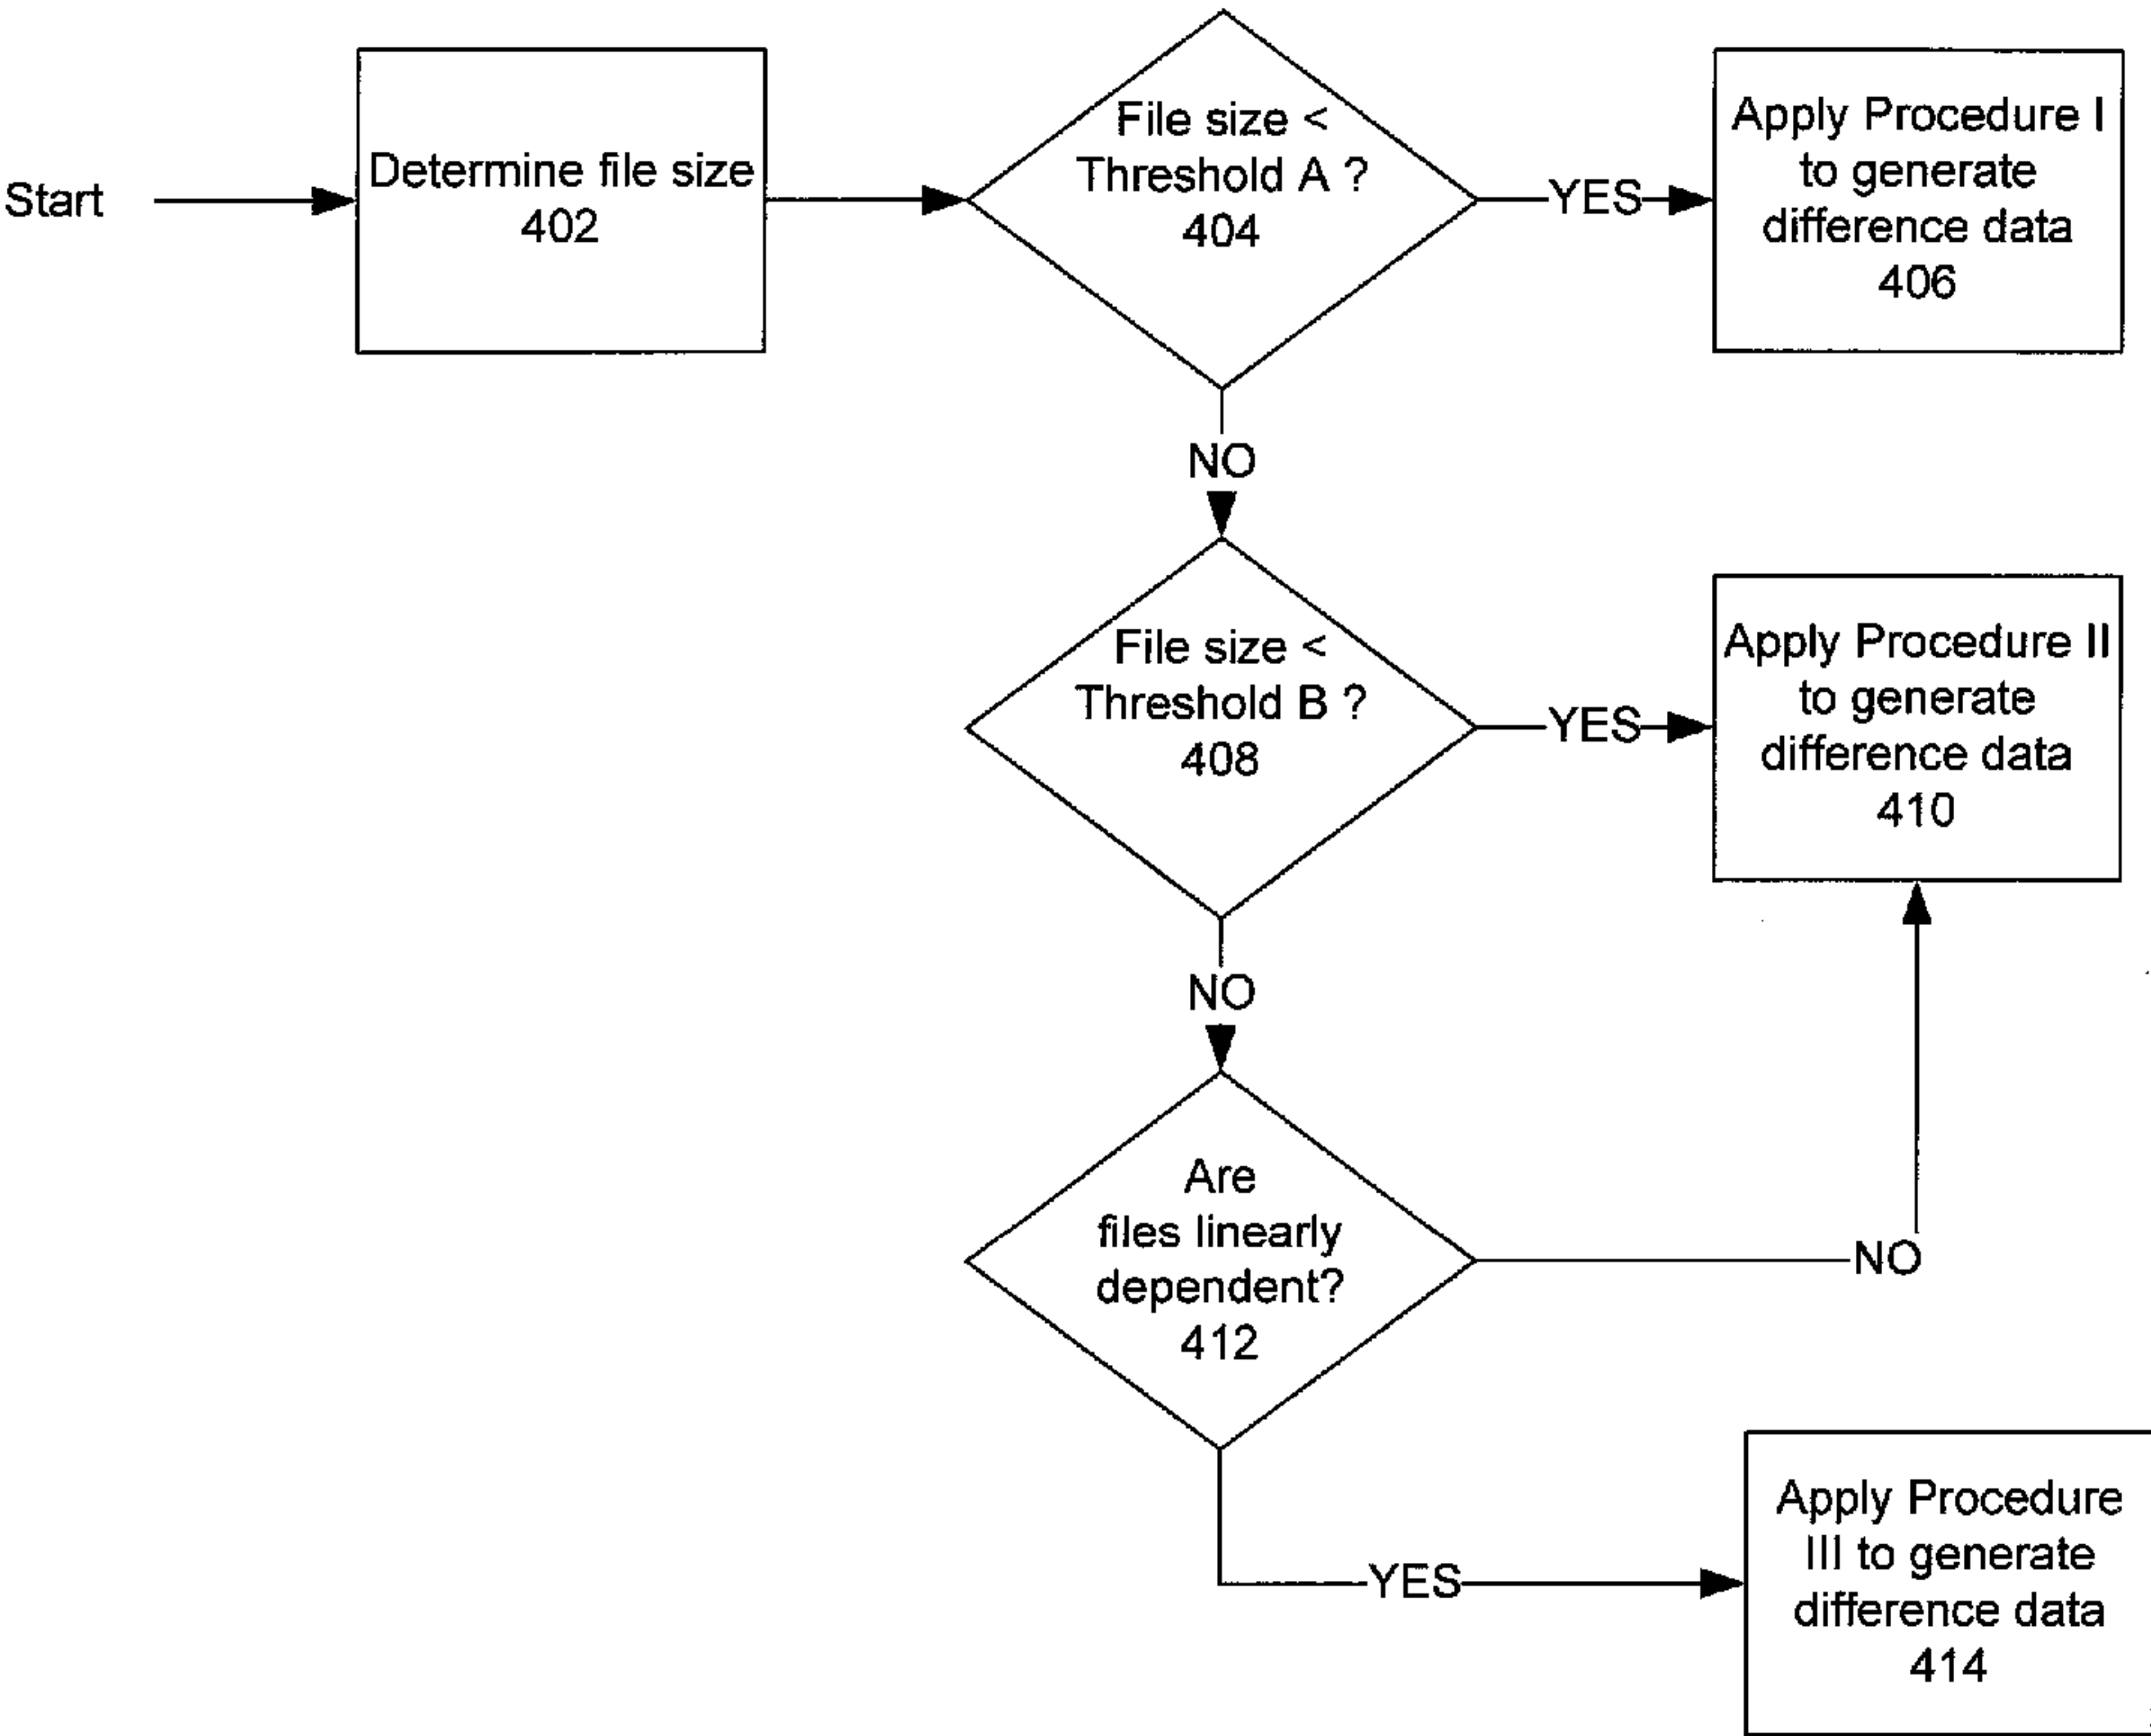 Start
Determine file size
402
File size <
Threshold A ?
404
YES
Apply Procedure I
to generate
difference data
406
NO
File size <
Threshold B ?
408
YES
Apply Procedure II
to generate
difference data
410
NO
Are
files linearly
dependent?
412
NO
YES
Apply Procedure
III to generate
difference data
414